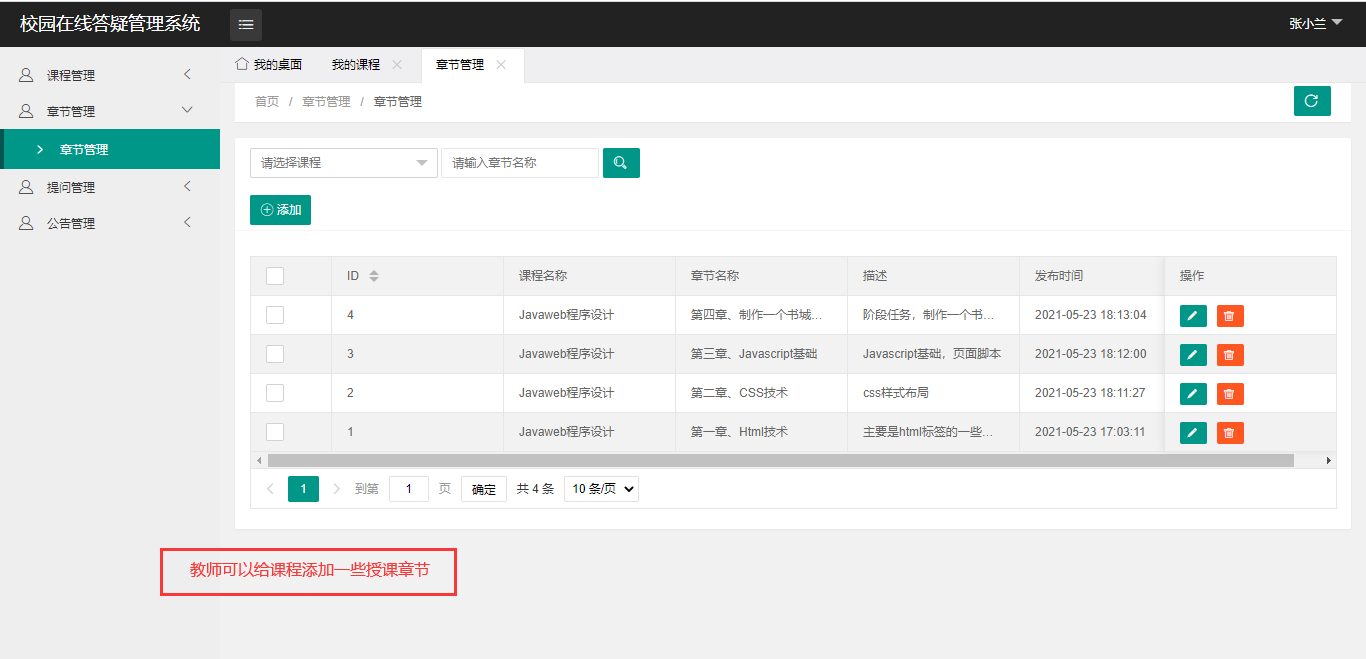 校园在线答疑管理系统
张小兰
课程管理
章节管理
章节管理
提问管理
公告管理
我的桌面 我的课程 章节管理
首页 / 章节管理 / 章节管理
请选择课程 请输入章节名称
添加
ID 课程名称 章节名称 描述 发布时间 操作
4 Javaweb程序设计 第四章、制作一个书城... 阶段任务，制作一个书... 2021-05-23 18:13:04
3 Javaweb程序设计 第三章、Javascript基础 Javascript基础，页面脚本 2021-05-23 18:12:00
2 Javaweb程序设计 第二章、CSS技术 css样式布局 2021-05-23 18:11:27
1 Javaweb程序设计 第一章、Html技术 主要是html标签的一些... 2021-05-23 17:03:11
1 到第 1 页 确定 共 4 条 10 条/页
教师可以给课程添加一些授课章节